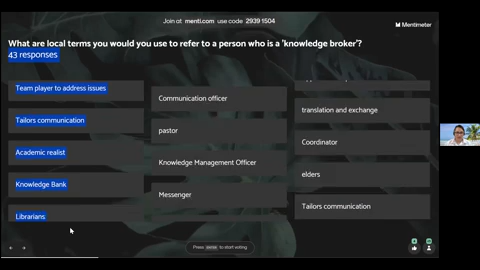 Join at menti.com use code 2939 1504
Mentimeter
What are local terms you would you use to refer to a person who is a 'knowledge broker'?
43 responses
Team player to address issues
Tailors communication
Academic realist
Knowledge Bank
Librarians
Communication officer
pastor
Knowledge Management Officer
Messenger
translation and exchange
Coordinator
elders
Tailors communication
Press to start voting